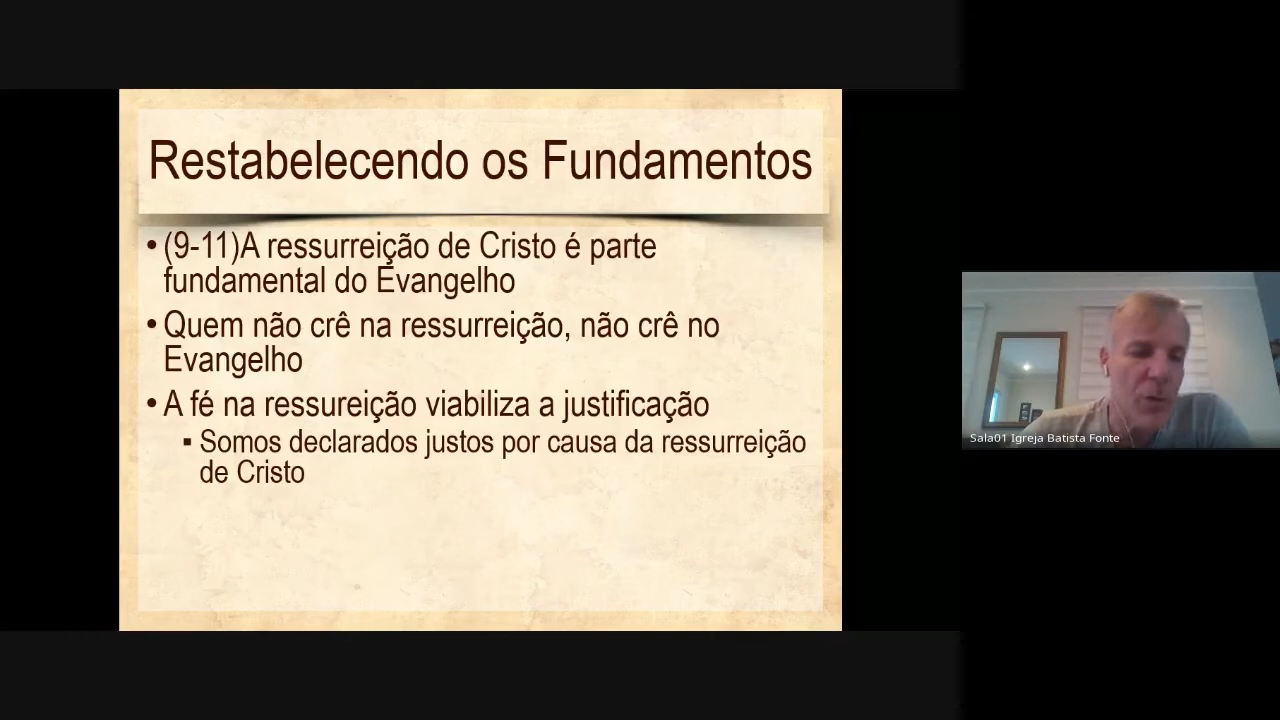 Restabelecendo os Fundamentos
•(9-11)A ressurreição de Cristo é parte
fundamental do Evangelho
•Quem não crê na ressurreição, não crê no
Evangelho
•A fé na ressureição viabiliza a justificação
▪Somos declarados justos por causa da ressurreição
de Cristo
Sala01 Igreja Batista Fonte